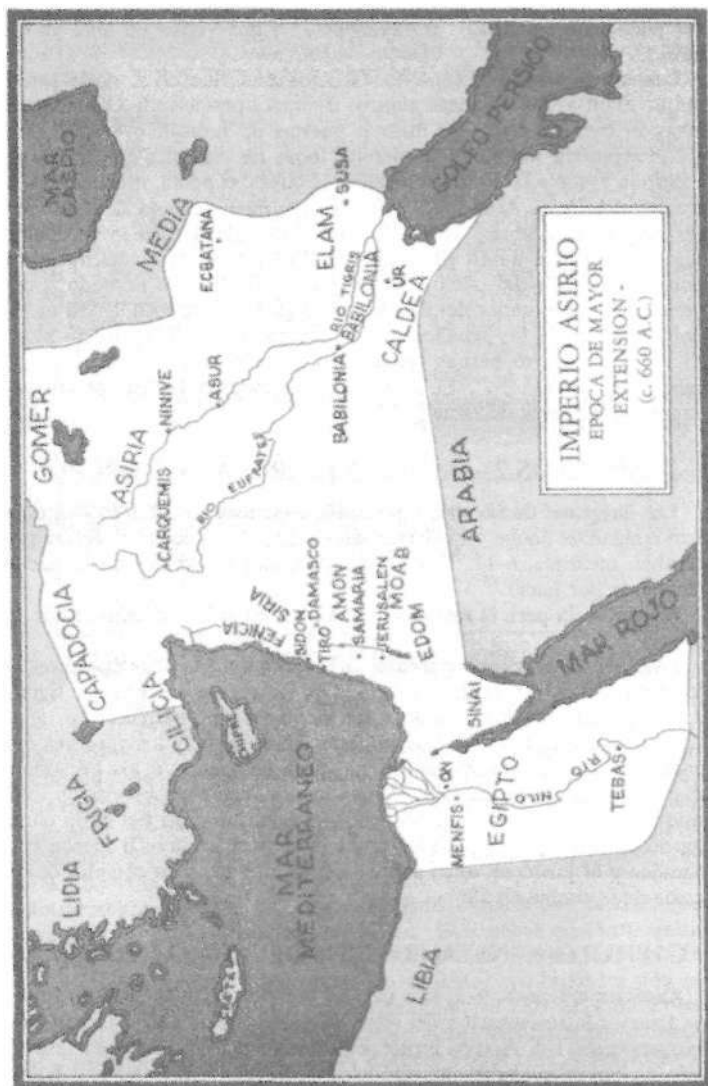 IMPERIO ASIRIO
EPOCA DE MAYOR
EXTENSION -
(c. 660 A.C.)
LIDIA
FRIGIA
CAPADOCIA
GOMER
MAR
CASPIO
CILICIA
ASIRIA
MEDIA
CARQUEMIS
NINIVE
ASUR
ECBATANA
RIO EUFRATES
SIRIA
FENICIA
MAR
MEDITERRANEO
SIDON
TIRO
DAMASCO
AMON
SAMARIA
JERUSALEN
MOAB
EDOM
RIO TIGRIS
BABILONIA
BABILONIA
ELAM
SUSA
CALDEA
UR
GOLFO PERSICO
ARABIA
LIBIA
SINAI
ON
MENFIS
EGIPTO
RIO
NILO
TEBAS
MAR ROJO